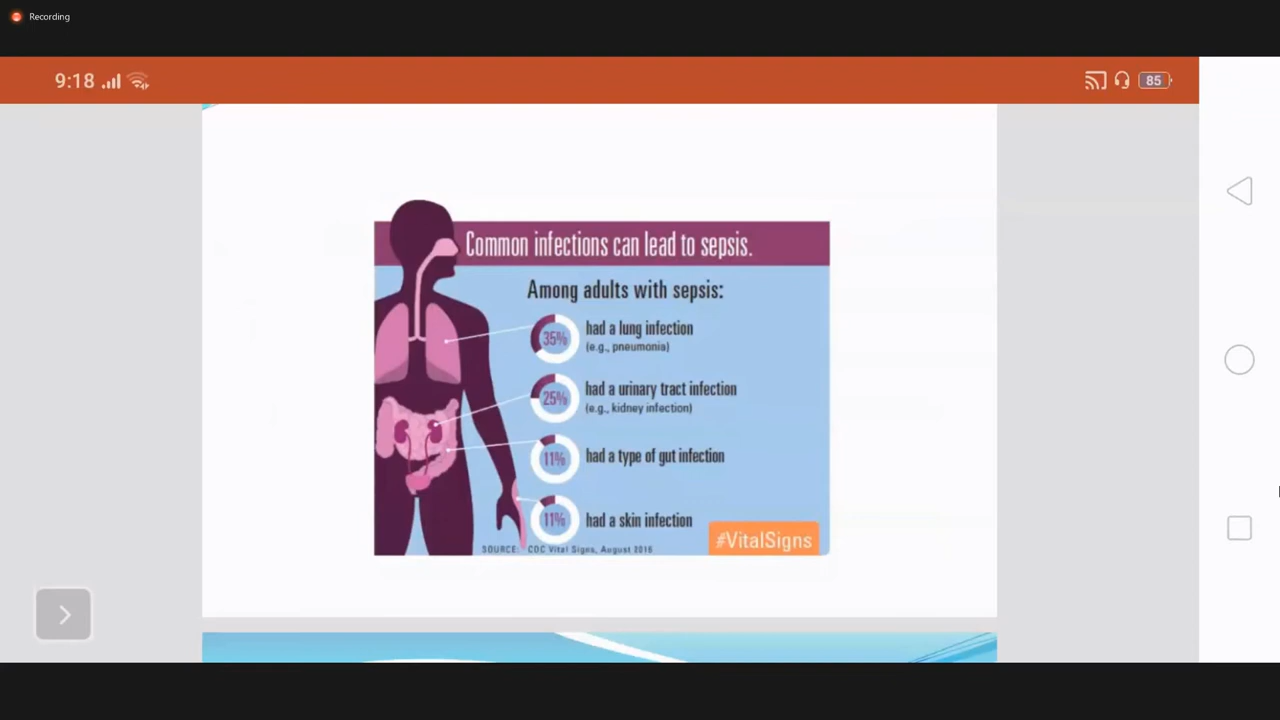 Recording
9:18
85
Common infections can lead to sepsis.
Among adults with sepsis:
35%
had a lung infection
(e.g., pneumonia)
25%
had a urinary tract infection
(e.g., kidney infection)
11%
had a type of gut infection
11%
had a skin infection
#VitalSigns
SOURCE: CDC Vital Signs, August 2016